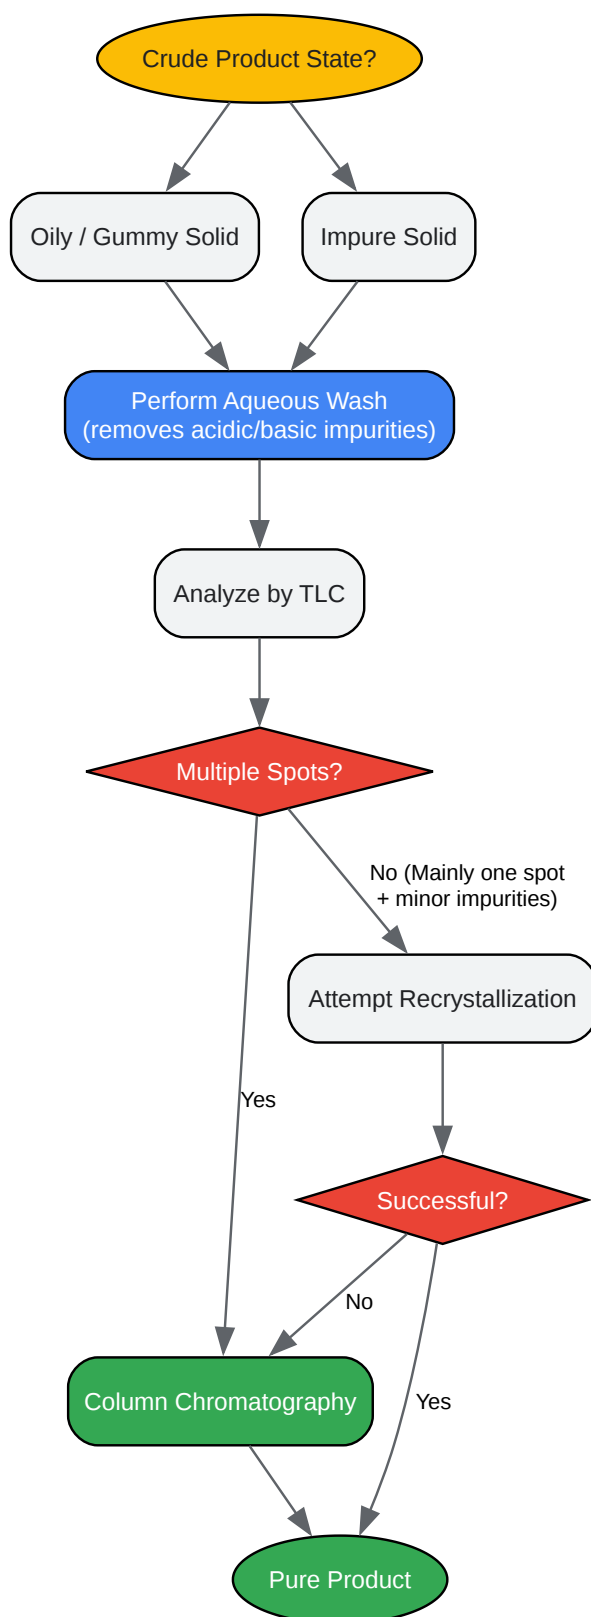 Crude Product State?
Oily / Gummy Solid
Impure Solid
Perform Aqueous Wash
(removes acidic/basic impurities)
Analyze by TLC
Multiple Spots?
No (Mainly one spot
+ minor impurities)
Attempt Recrystallization
Yes
Successful?
No
Column Chromatography
Yes
Pure Product